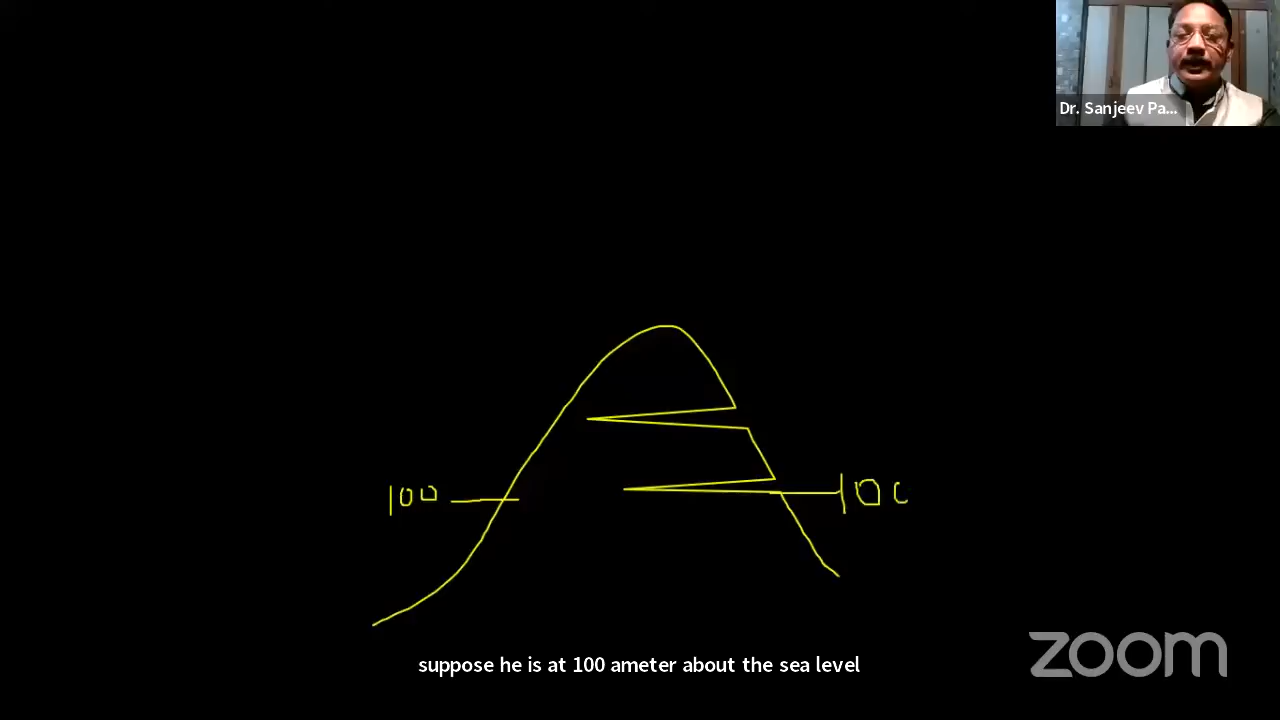 Dr. Sanjeev Pa...
100
100
suppose he is at 100 ameter about the sea level
zoom